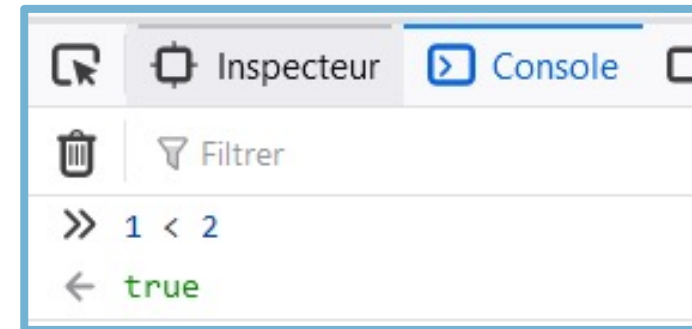 Inspecteur Console
Filtrer
>> 1 < 2
← true